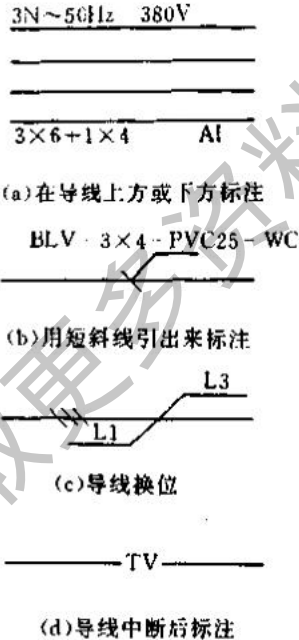 3N～50Hz 380V
3×6+1×4 Al
(a)在导线上方或下方标注
BLV-3×4-PVC25-WC
(b)用短斜线引出来标注
L3
L1
(c)导线换位
TV
(d)导线中断后标注